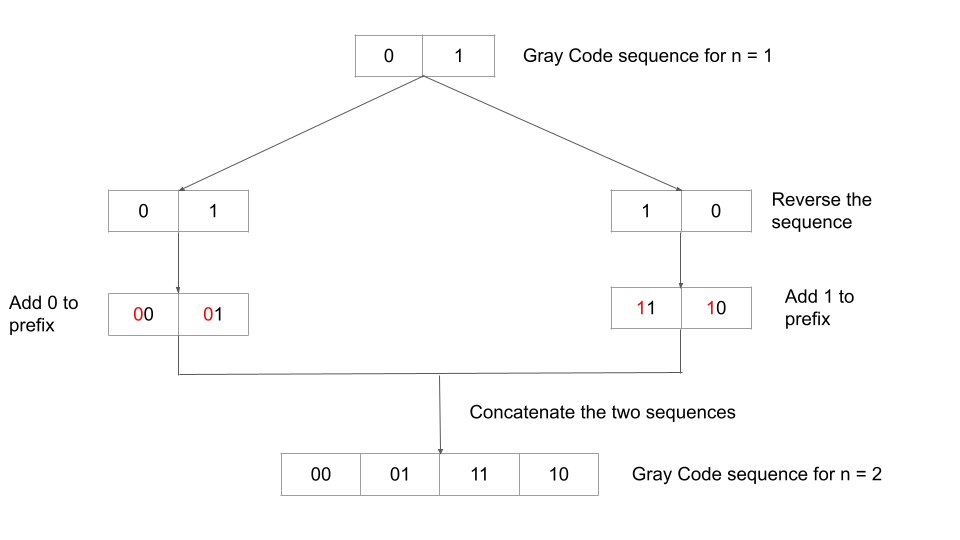 0 1 Gray Code sequence for n = 1
0 1
1 0
Reverse the
sequence
Add 0 to
prefix
00 01
11 10
Add 1 to
prefix
Concatenate the two sequences
00 01 11 10 Gray Code sequence for n = 2